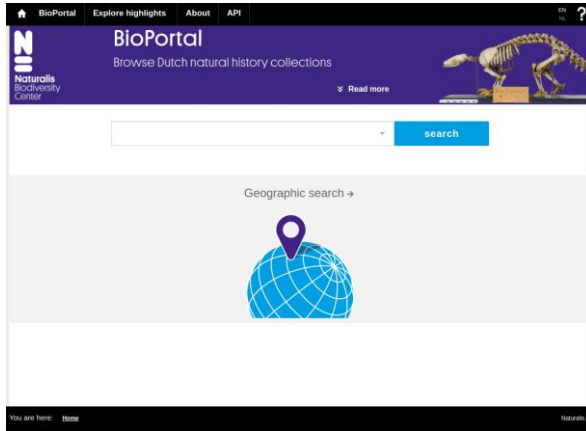 BioPortal Explore highlights About API EN
NL ?
BioPortal
Browse Dutch natural history collections
Naturalis
Biodiversity
Center
Read more
search
Geographic search →
You are here: Home
Naturalis